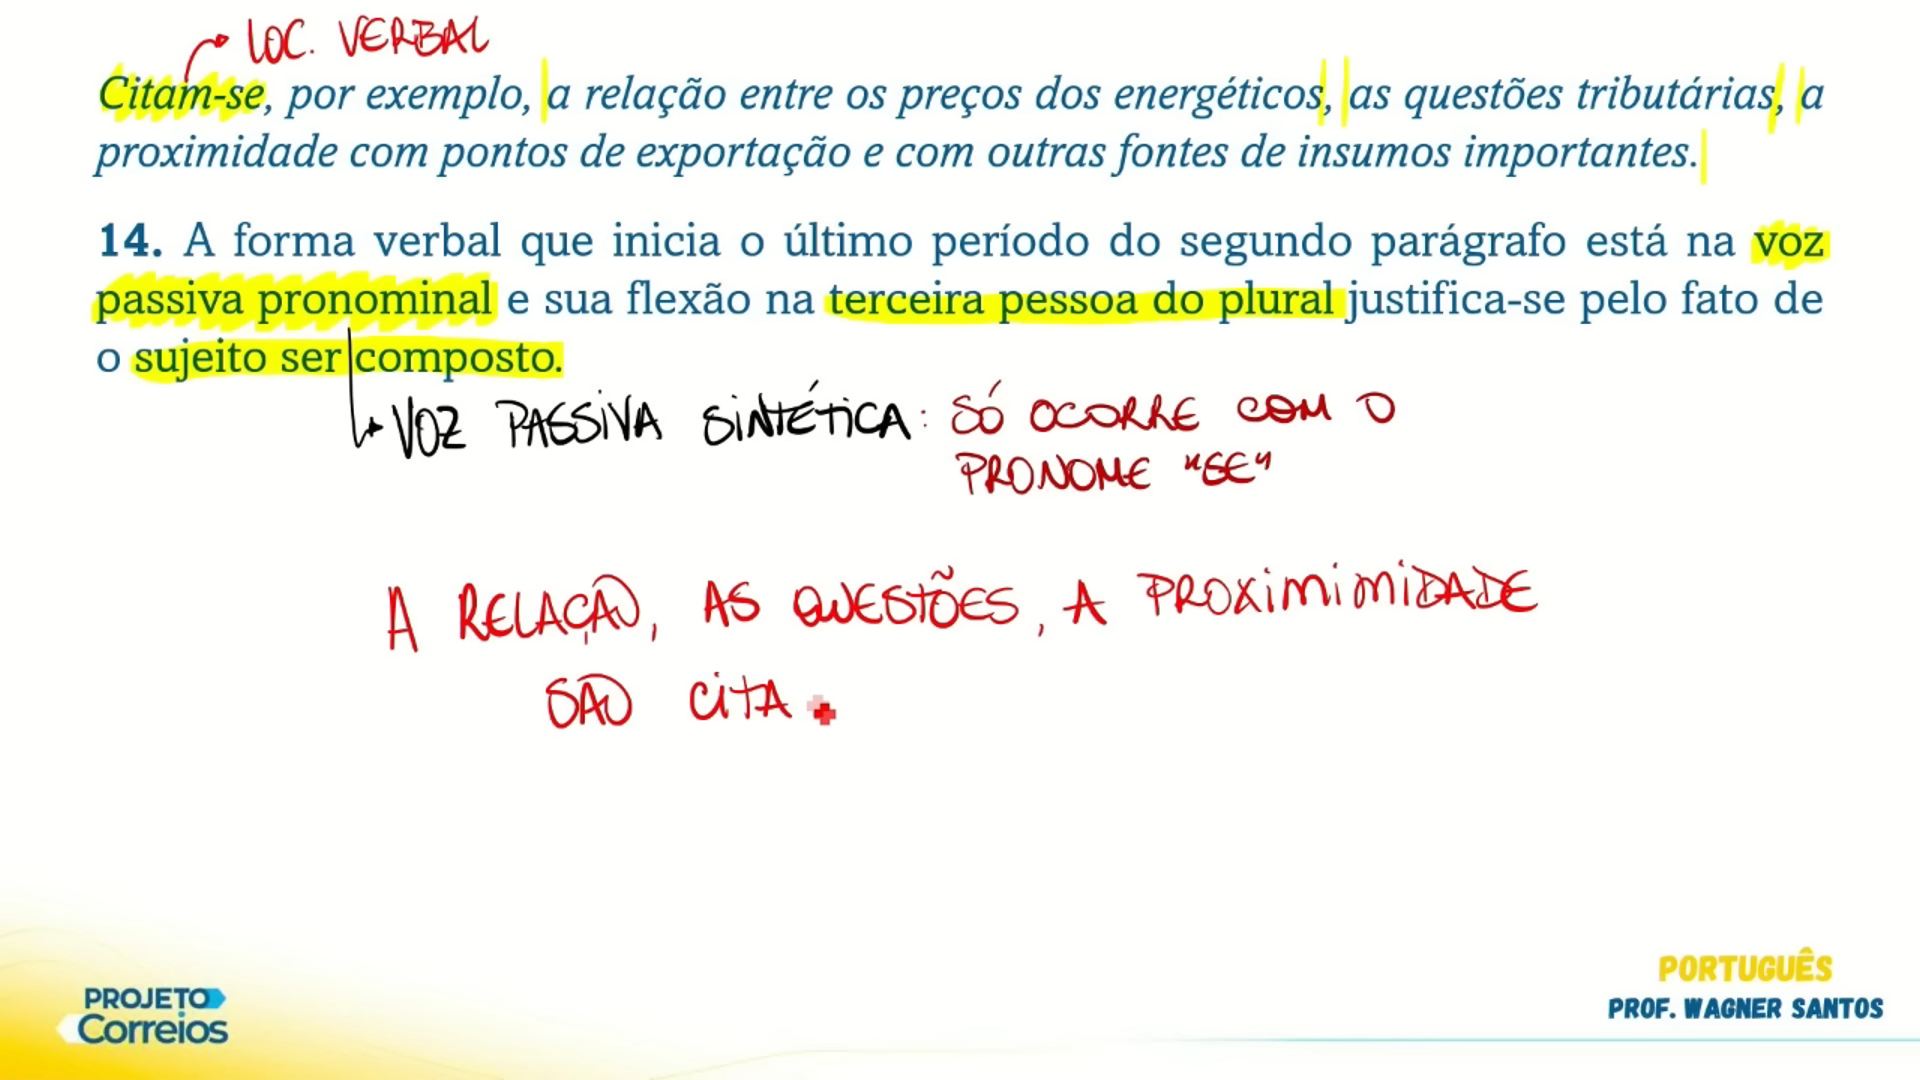 LOC. VERBAL
Citam-se, por exemplo, a relação entre os preços dos energéticos, as questões tributárias, a
proximidade com pontos de exportação e com outras fontes de insumos importantes.
14. A forma verbal que inicia o último período do segundo parágrafo está na voz
passiva pronominal e sua flexão na terceira pessoa do plural justifica-se pelo fato de
o sujeito ser composto.
VOZ PASSIVA SINTÉTICA: SÓ OCORRE COM O
PRONOME "SE"
A RELAÇÃO, AS QUESTÕES, A PROXIMIMIDADE
SÃO CITA
PROJETO
Correios
PORTUGUÊS
PROF. WAGNER SANTOS